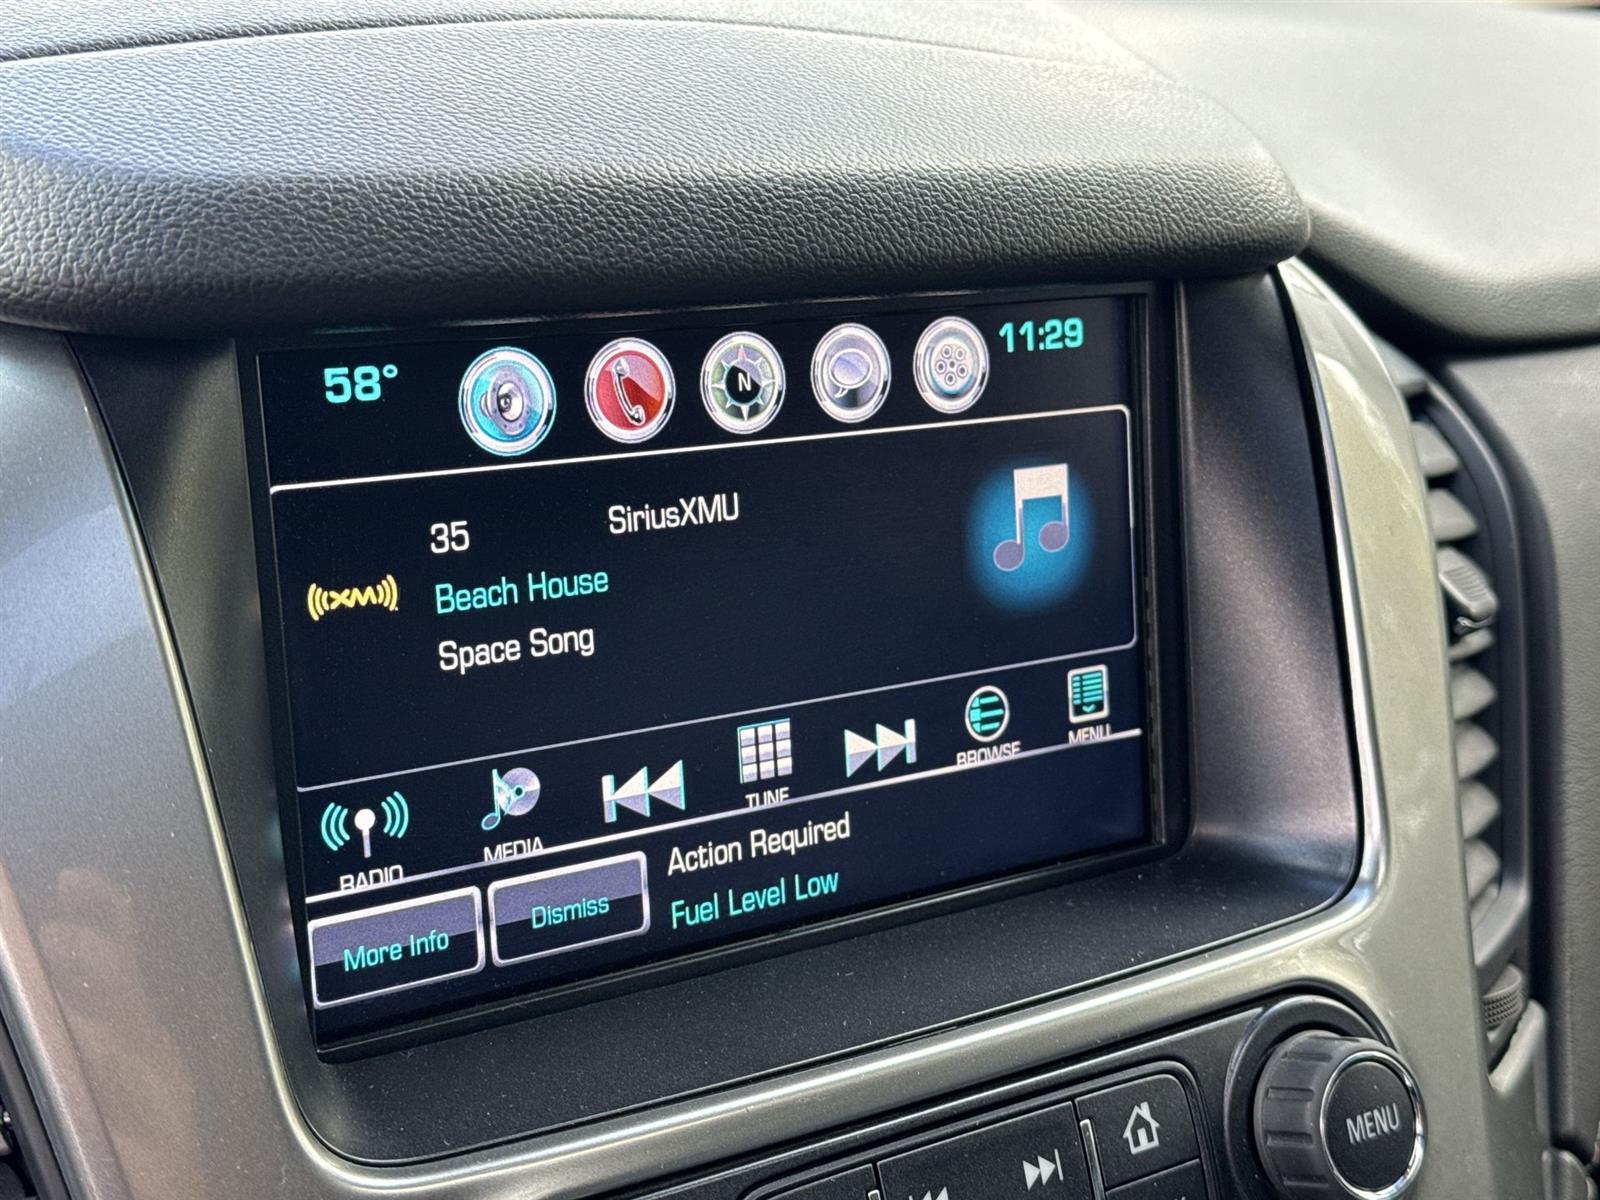 58°
N
11:29
35 SiriusXMU
((XM))
Beach House
Space Song
RADIO
MEDIA
TUNE
BROWSE
MENU
More Info
Dismiss
Action Required
Fuel Level Low
MENU